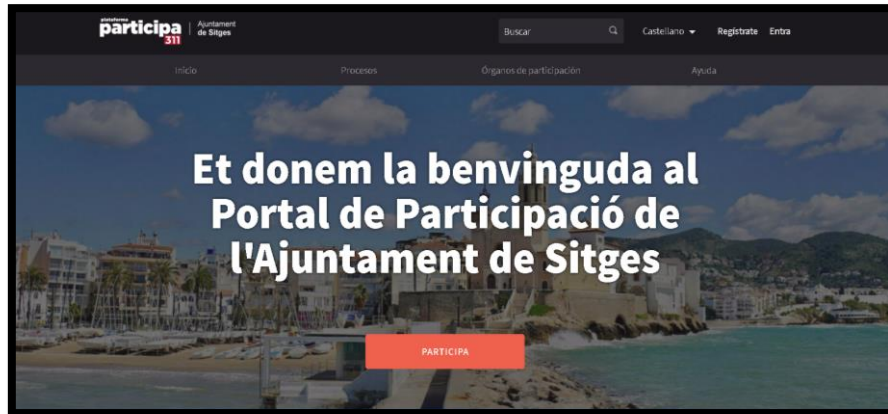 plataforma
participa
311
Ajuntament
de Sitges
Buscar
Castellano
Regístrate
Entra
Inicio
Procesos
Órganos de participación
Ayuda
Et donem la benvinguda al
Portal de Participació de
l'Ajuntament de Sitges
PARTICIPA